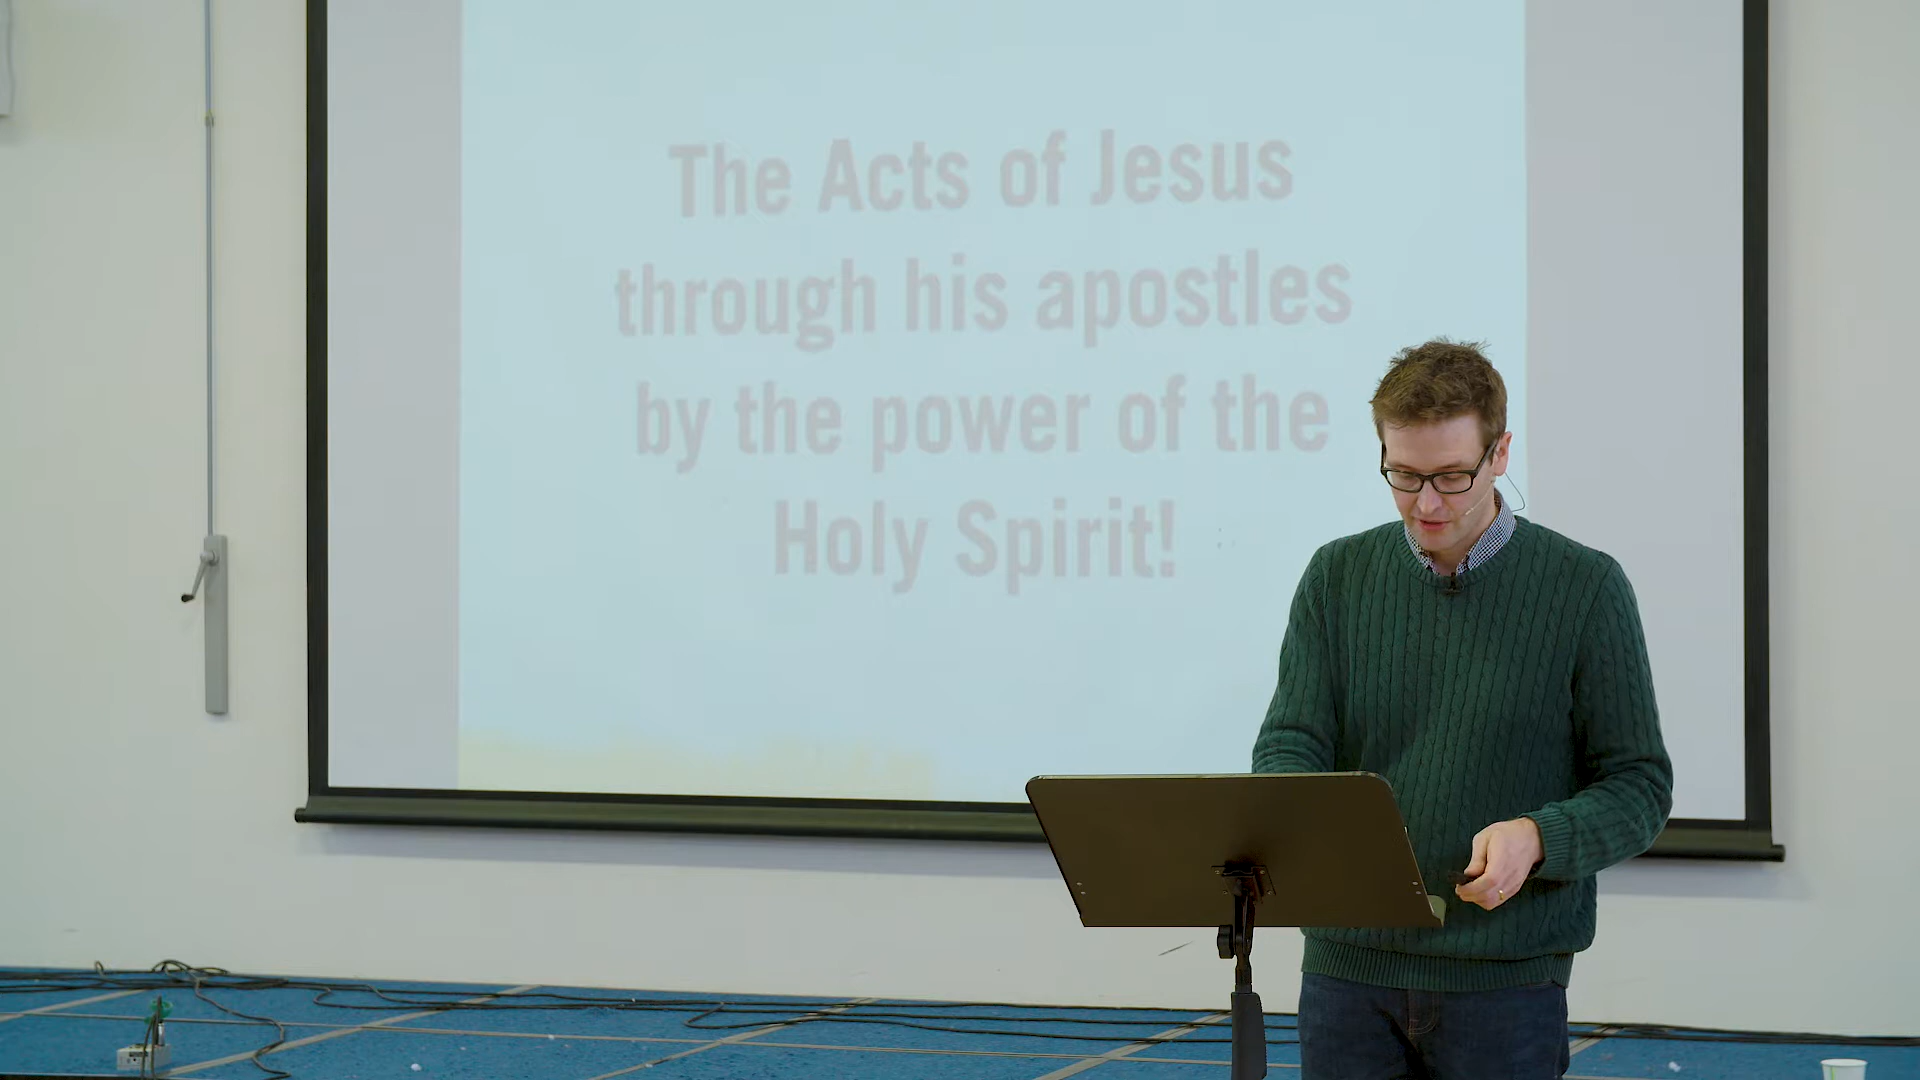 The Acts of Jesus
through his apostles
by the power of the
Holy Spirit!